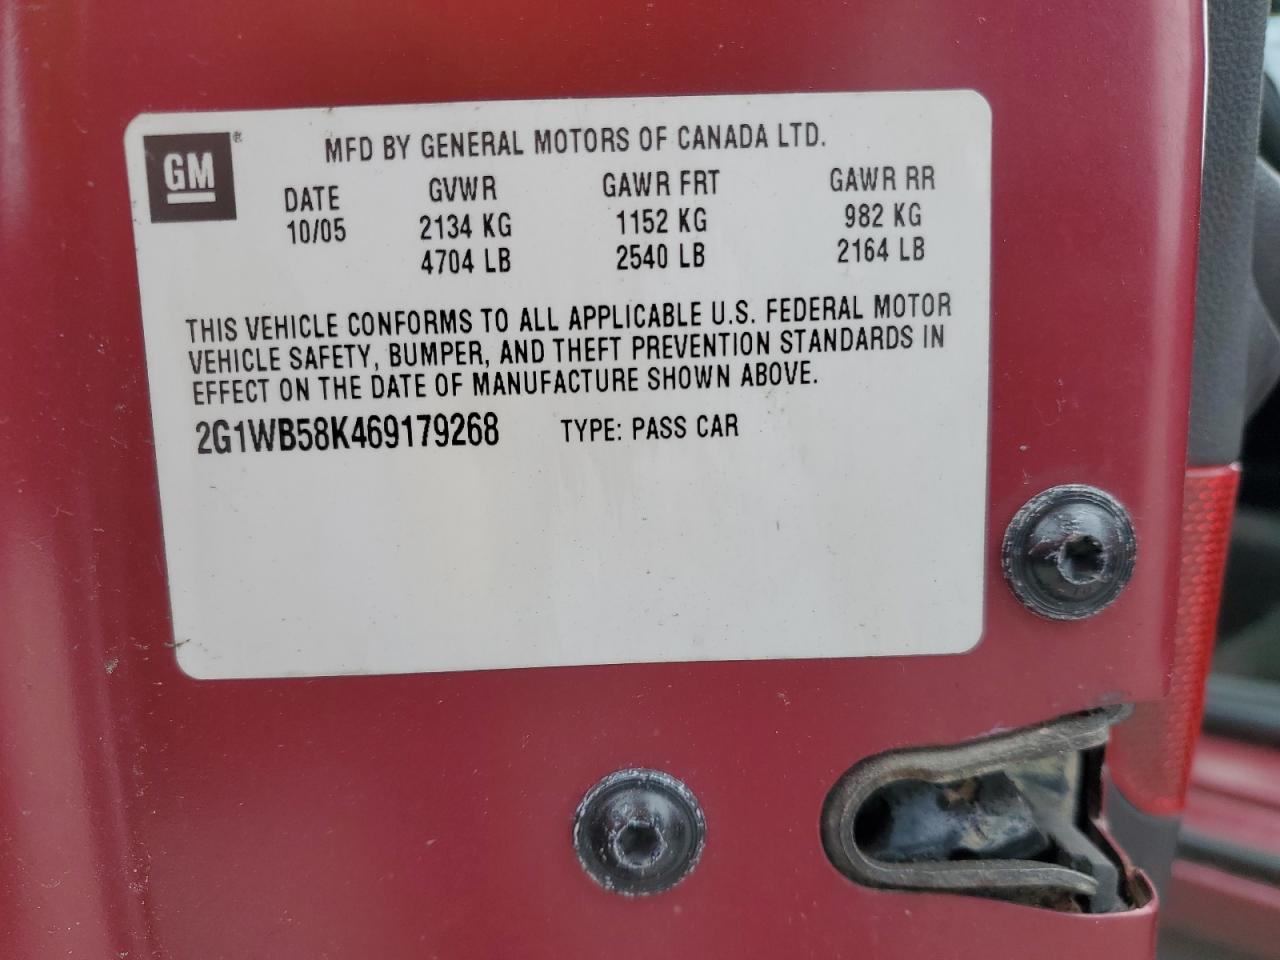 GM®
MFD BY GENERAL MOTORS OF CANADA LTD.
DATE GVWR GAWR FRT GAWR RR
10/05 2134 KG 1152 KG 982 KG
4704 LB 2540 LB 2164 LB
THIS VEHICLE CONFORMS TO ALL APPLICABLE U.S. FEDERAL MOTOR
VEHICLE SAFETY, BUMPER, AND THEFT PREVENTION STANDARDS IN
EFFECT ON THE DATE OF MANUFACTURE SHOWN ABOVE.
2G1WB58K469179268 TYPE: PASS CAR